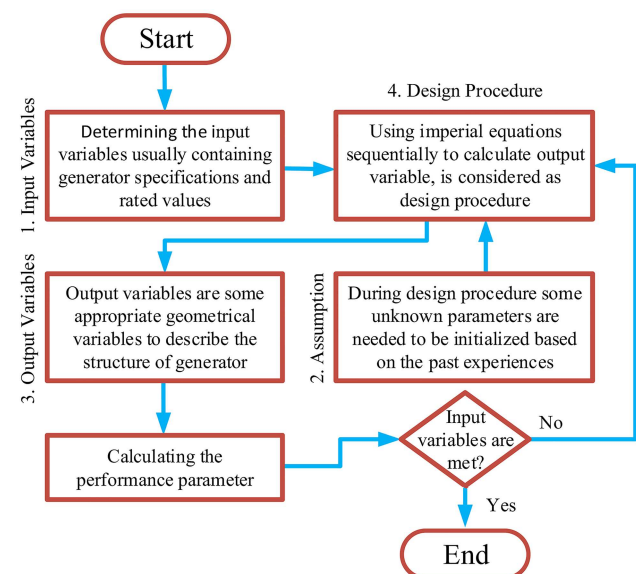 Start
4. Design Procedure
1. Input Variables
Determining the input
variables usually containing
generator specifications and
rated values
Using imperial equations
sequentially to calculate output
variable, is considered as
design procedure
3. Output Variables
Output variables are some
appropriate geometrical
variables to describe the
structure of generator
2. Assumption
During design procedure some
unknown parameters are
needed to be initialized based
on the past experiences
Calculating the
performance parameter
Input
variables are
met?
No
Yes
End